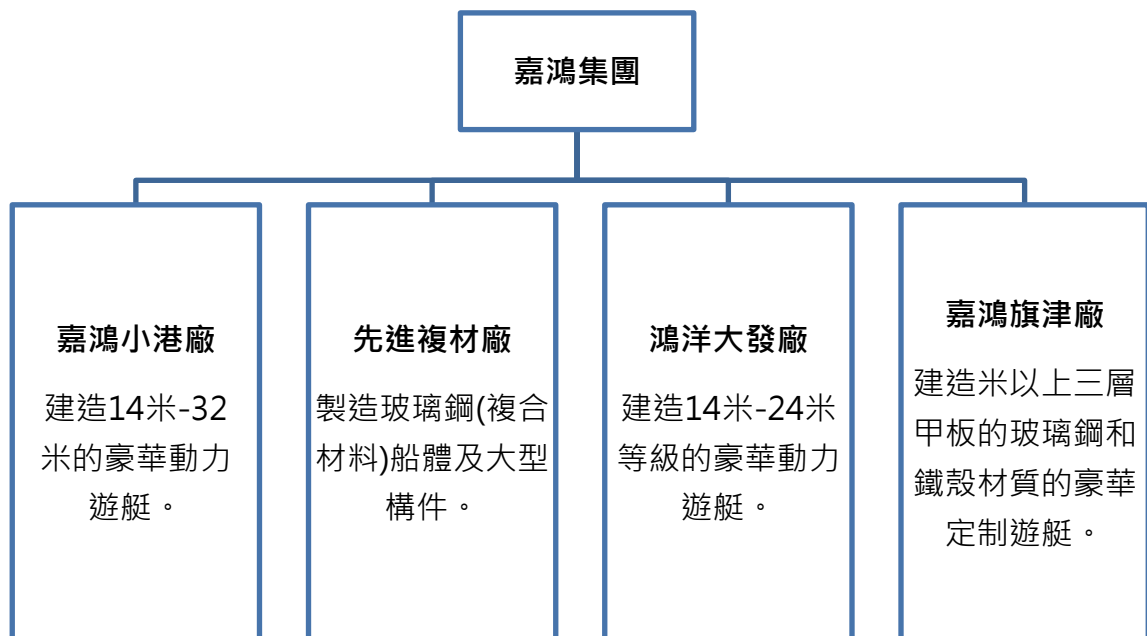 嘉鴻集團
嘉鴻小港廠
建造14米-32
米的豪華動力
遊艇。
先進複材廠
製造玻璃鋼(複合
材料)船體及大型
構件。
鴻洋大發廠
建造14米-24米
等級的豪華動力
遊艇。
嘉鴻旗津廠
建造米以上三層
甲板的玻璃鋼和
鐵殼材質的豪華
定制遊艇。